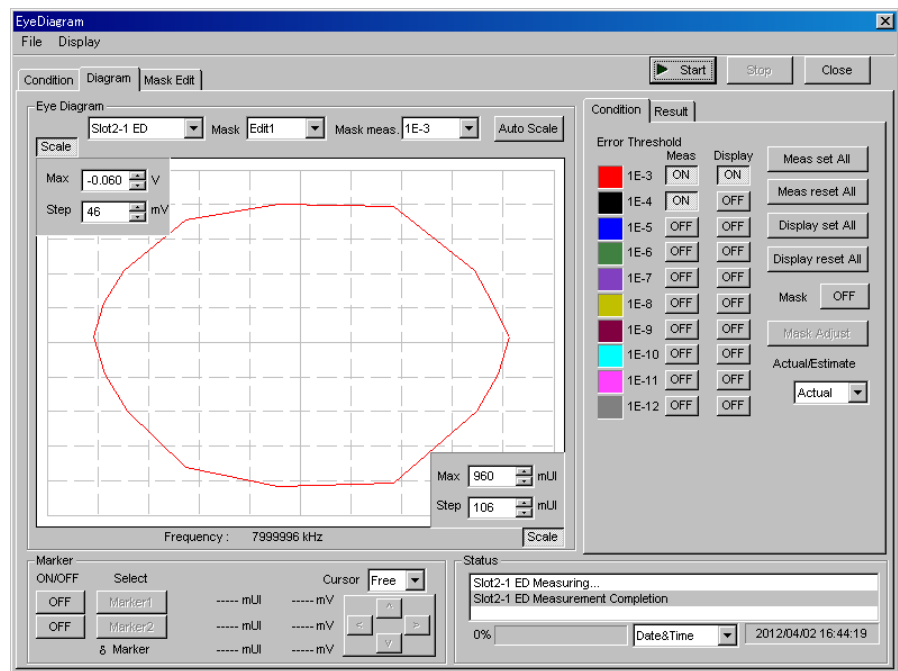 EyeDiagram
File Display
Start Stop Close
Condition Diagram Mask Edit
Eye Diagram
Slot2-1 ED Mask Edit1 Mask meas. 1E-3 Auto Scale
Scale
Max -0.060 V
Step 46 mV
Max 960 mUI
Step 106 mUI
Frequency : 7999996 kHz Scale
Condition Result
Error Threshold
Meas Display
1E-3 ON ON
1E-4 ON OFF
1E-5 OFF OFF
1E-6 OFF OFF
1E-7 OFF OFF
1E-8 OFF OFF
1E-9 OFF OFF
1E-10 OFF OFF
1E-11 OFF OFF
1E-12 OFF OFF
Meas set All
Meas reset All
Display set All
Display reset All
Mask OFF
Mask Adjust
Actual/Estimate
Actual
Marker
ON/OFF Select Cursor Free
OFF Marker1 ----- mUI ----- mV
OFF Marker2 ----- mUI ----- mV
δ Marker ----- mUI ----- mV
^
< >
v
Status
Slot2-1 ED Measuring...
Slot2-1 ED Measurement Completion
0% Date&Time 2012/04/02 16:44:19